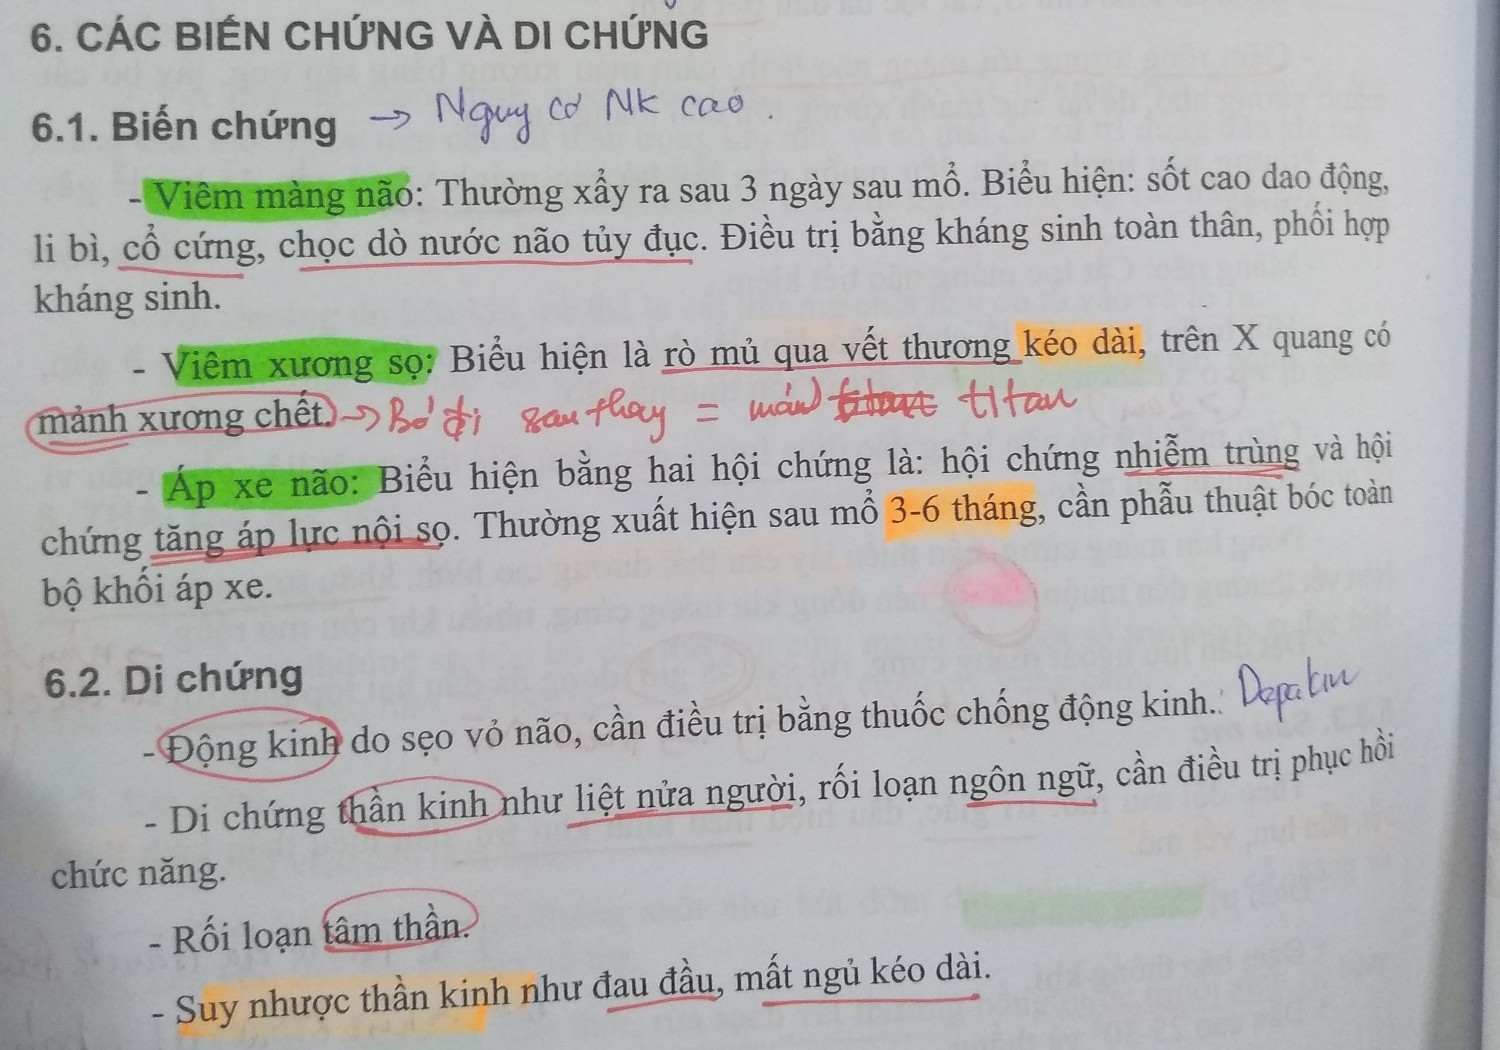 6. CÁC BIẾN CHỨNG VÀ DI CHỨNG
6.1. Biến chứng → Nguy cơ NK cao.
- Viêm màng não: Thường xẩy ra sau 3 ngày sau mổ. Biểu hiện: sốt cao dao động,
li bì, cổ cứng, chọc dò nước não tủy đục. Điều trị bằng kháng sinh toàn thân, phối hợp
kháng sinh.
- Viêm xương sọ: Biểu hiện là rò mủ qua vết thương kéo dài, trên X quang có
mảnh xương chết. → Bỏ đi sau thay = titan
- Áp xe não: Biểu hiện bằng hai hội chứng là: hội chứng nhiễm trùng và hội
chứng tăng áp lực nội sọ. Thường xuất hiện sau mổ 3-6 tháng, cần phẫu thuật bóc toàn
bộ khối áp xe.
6.2. Di chứng
- Động kinh do sẹo vỏ não, cần điều trị bằng thuốc chống động kinh.: Depakin
- Di chứng thần kinh như liệt nửa người, rối loạn ngôn ngữ, cần điều trị phục hồi
chức năng.
- Rối loạn tâm thần.
- Suy nhược thần kinh như đau đầu, mất ngủ kéo dài.